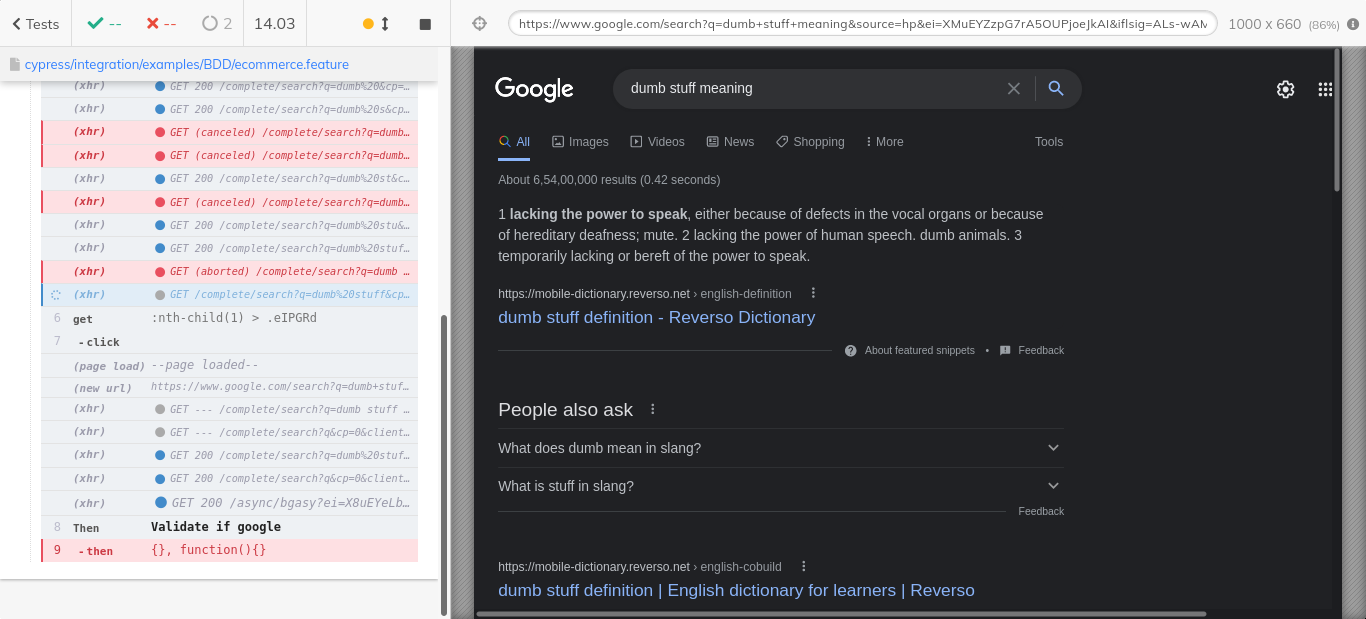 Tests
--
--
2
14.03
https://www.google.com/search?q=dumb+stuff+meaning&source=hp&ei=XMuEYZzpG7rA5OUPjoeJkAI&iflsig=ALs-wAM
1000 x 660 (86%)
cypress/integration/examples/BDD/ecommerce.feature
(xhr) GET 200 /complete/search?q=dumb%20&cp=…
(xhr) GET 200 /complete/search?q=dumb%20s&cp…
(xhr) GET (canceled) /complete/search?q=dumb…
(xhr) GET (canceled) /complete/search?q=dumb…
(xhr) GET 200 /complete/search?q=dumb%20st&c…
(xhr) GET (canceled) /complete/search?q=dumb…
(xhr) GET 200 /complete/search?q=dumb%20stu&…
(xhr) GET 200 /complete/search?q=dumb%20stuf…
(xhr) GET (aborted) /complete/search?q=dumb …
(xhr) GET /complete/search?q=dumb%20stuff&cp…
6 get :nth-child(1) > .eIPGRd
7 -click
(page load) --page loaded--
(new url) https://www.google.com/search?q=dumb+stuf…
(xhr) GET --- /complete/search?q=dumb stuff …
(xhr) GET --- /complete/search?q&cp=0&client…
(xhr) GET 200 /complete/search?q=dumb%20stuf…
(xhr) GET 200 /complete/search?q&cp=0&client…
(xhr) GET 200 /async/bgasy?ei=X8uEYeLb…
8 Then Validate if google
9 -then {}, function(){}
Google
dumb stuff meaning
All Images Videos News Shopping More Tools
About 6,54,00,000 results (0.42 seconds)
1 lacking the power to speak, either because of defects in the vocal organs or because
of hereditary deafness; mute. 2 lacking the power of human speech. dumb animals. 3
temporarily lacking or bereft of the power to speak.
https://mobile-dictionary.reverso.net › english-definition
dumb stuff definition - Reverso Dictionary
About featured snippets • Feedback
People also ask
What does dumb mean in slang?
What is stuff in slang?
Feedback
https://mobile-dictionary.reverso.net › english-cobuild
dumb stuff definition | English dictionary for learners | Reverso